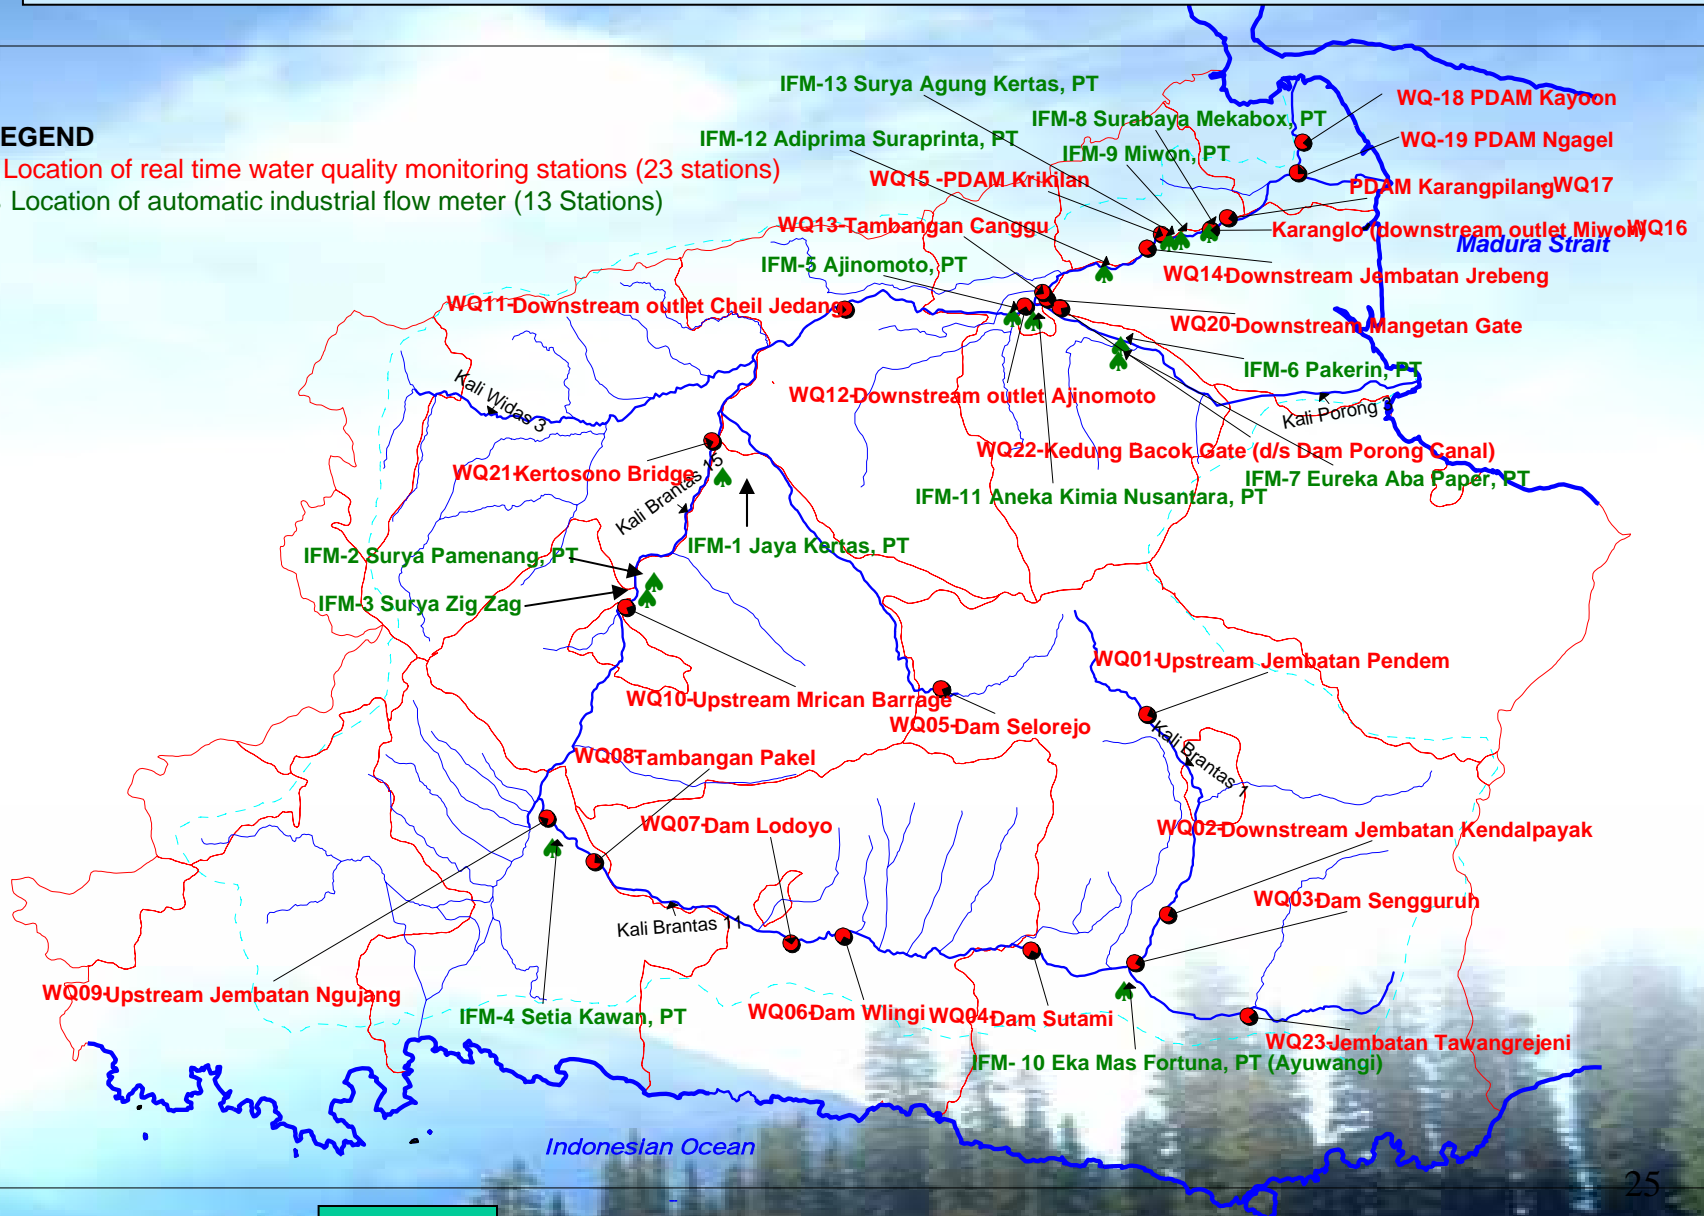 IFM-13 Surya Agung Kertas, PT
WQ-18 PDAM Kayoon
IFM-8 Surabaya Mekabox, PT
EGEND
IFM-12 Adiprima Suraprinta, PT
WQ-19 PDAM Ngagel
IFM-9 Miwon, PT
Location of real time water quality monitoring stations (23 stations)
WQ15 -PDAM Krikilan
PDAM Karangpilang-WQ17
Location of automatic industrial flow meter (13 Stations)
WQ13-Tambangan Canggu
Karanglo (downstream outlet Miwon)-WQ16
Madura Strait
IFM-5 Ajinomoto, PT
WQ14-Downstream Jembatan Jrebeng
WQ11-Downstream outlet Cheil Jedang
WQ20-Downstream Mangetan Gate
IFM-6 Pakerin, PT
Kali Widas 3
WQ12-Downstream outlet Ajinomoto
Kali Porong 3
WQ22-Kedung Bacok Gate (d/s Dam Porong Canal)
WQ21-Kertosono Bridge
IFM-7 Eureka Aba Paper, PT
Kali Brantas 15
IFM-11 Aneka Kimia Nusantara, PT
IFM-1 Jaya Kertas, PT
IFM-2 Surya Pamenang, PT
IFM-3 Surya Zig Zag
WQ01-Upstream Jembatan Pendem
WQ10-Upstream Mrican Barrage
WQ05-Dam Selorejo
Kali Brantas 7
WQ08-Tambangan Pakel
WQ07-Dam Lodoyo
WQ02-Downstream Jembatan Kendalpayak
WQ03-Dam Sengguruh
Kali Brantas 11
WQ09-Upstream Jembatan Ngujang
IFM-4 Setia Kawan, PT
WQ06-Dam Wlingi
WQ04-Dam Sutami
WQ23-Jembatan Tawangrejeni
IFM- 10 Eka Mas Fortuna, PT (Ayuwangi)
Indonesian Ocean
25